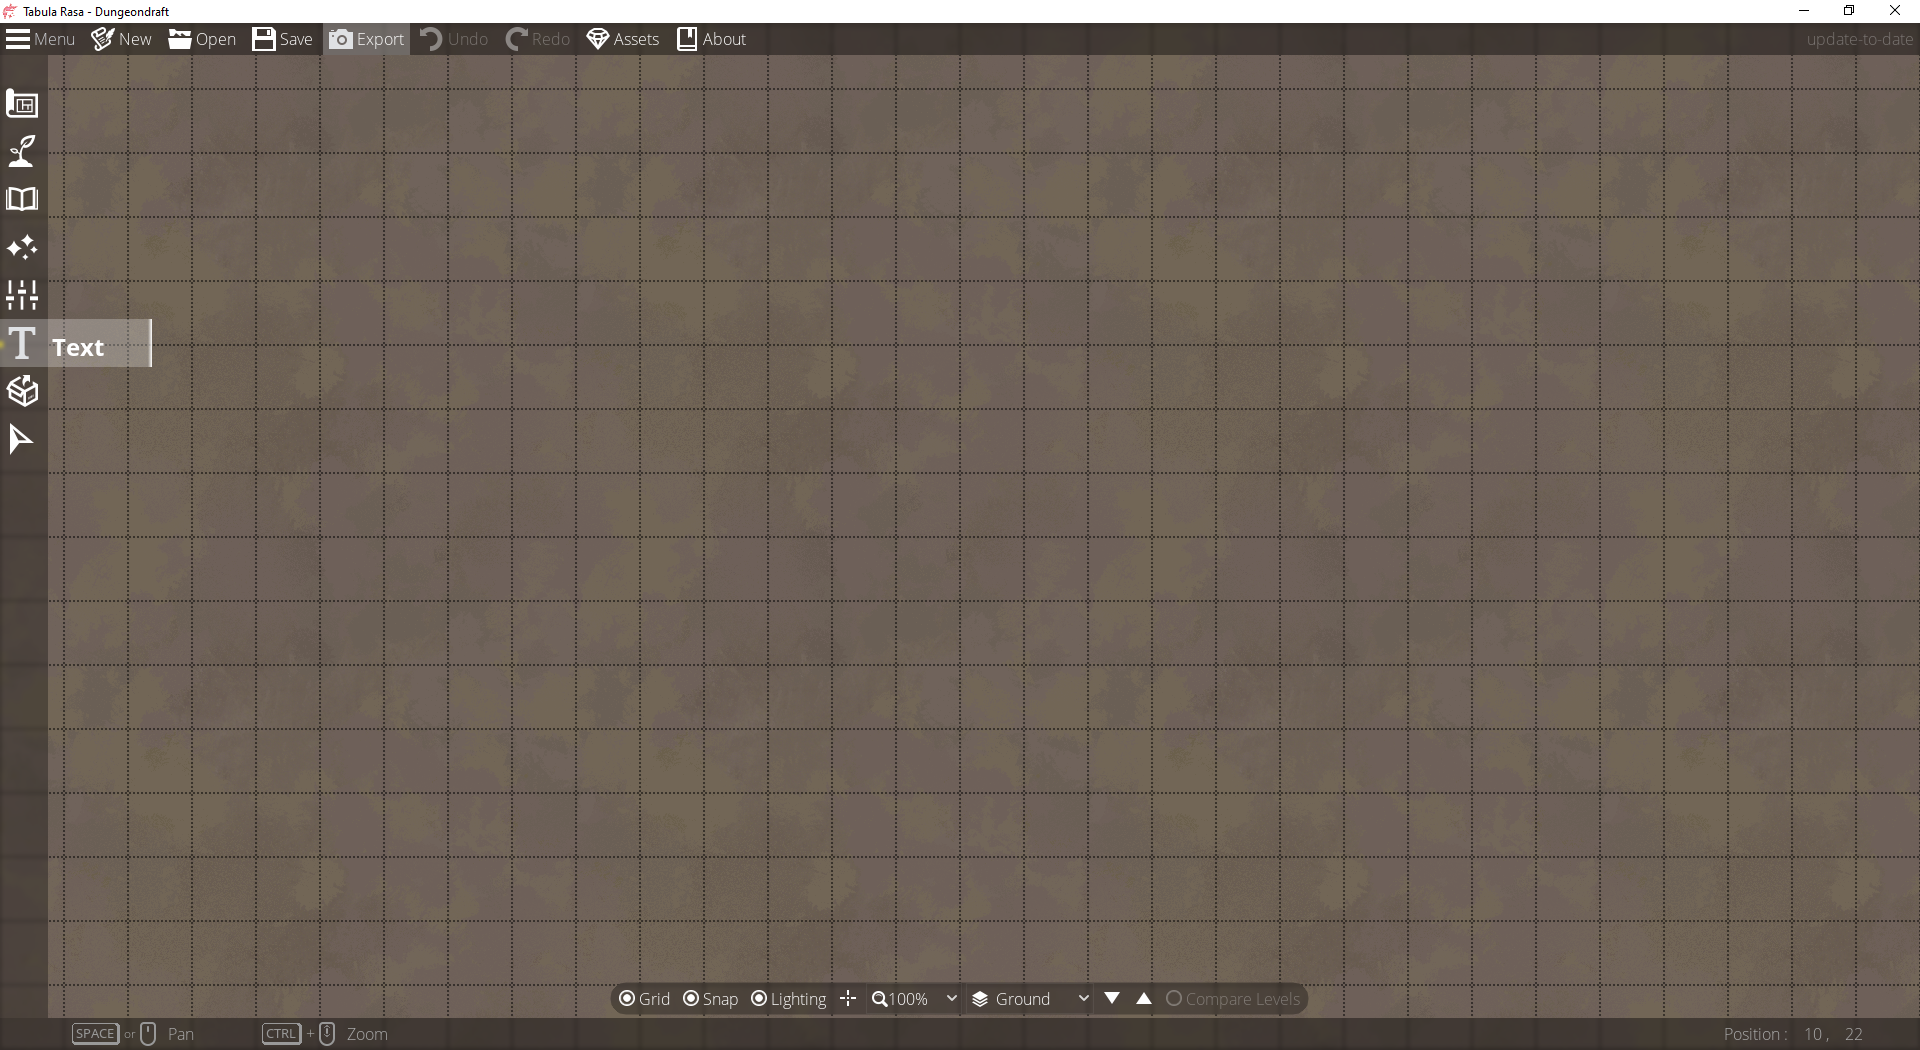 Tabula Rasa - Dungeondraft
Menu New Open Save Export Undo Redo Assets About update-to-date
Text
Grid Snap Lighting 100% Ground Compare Levels
SPACE or Pan CTRL + Zoom Position : 10 , 22